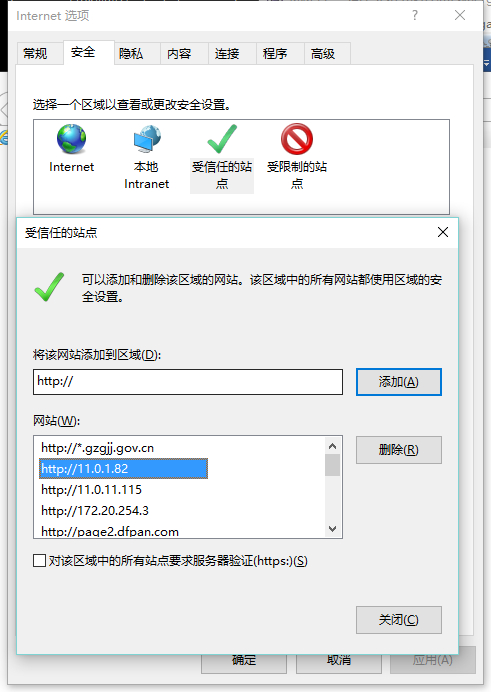 Internet 选项
常规 安全 隐私 内容 连接 程序 高级
选择一个区域以查看或更改安全设置。
Internet
本地
Intranet
受信任的站
点
受限制的站
点
受信任的站点
可以添加和删除该区域的网站。该区域中的所有网站都使用区域的安
全设置。
将该网站添加到区域(D):
http://
添加(A)
网站(W):
http://*.gzgjj.gov.cn
http://11.0.1.82
http://11.0.11.115
http://172.20.254.3
http://page2.dfpan.com
删除(R)
对该区域中的所有站点要求服务器验证(https:)(S)
关闭(C)
确定 取消 应用(A)